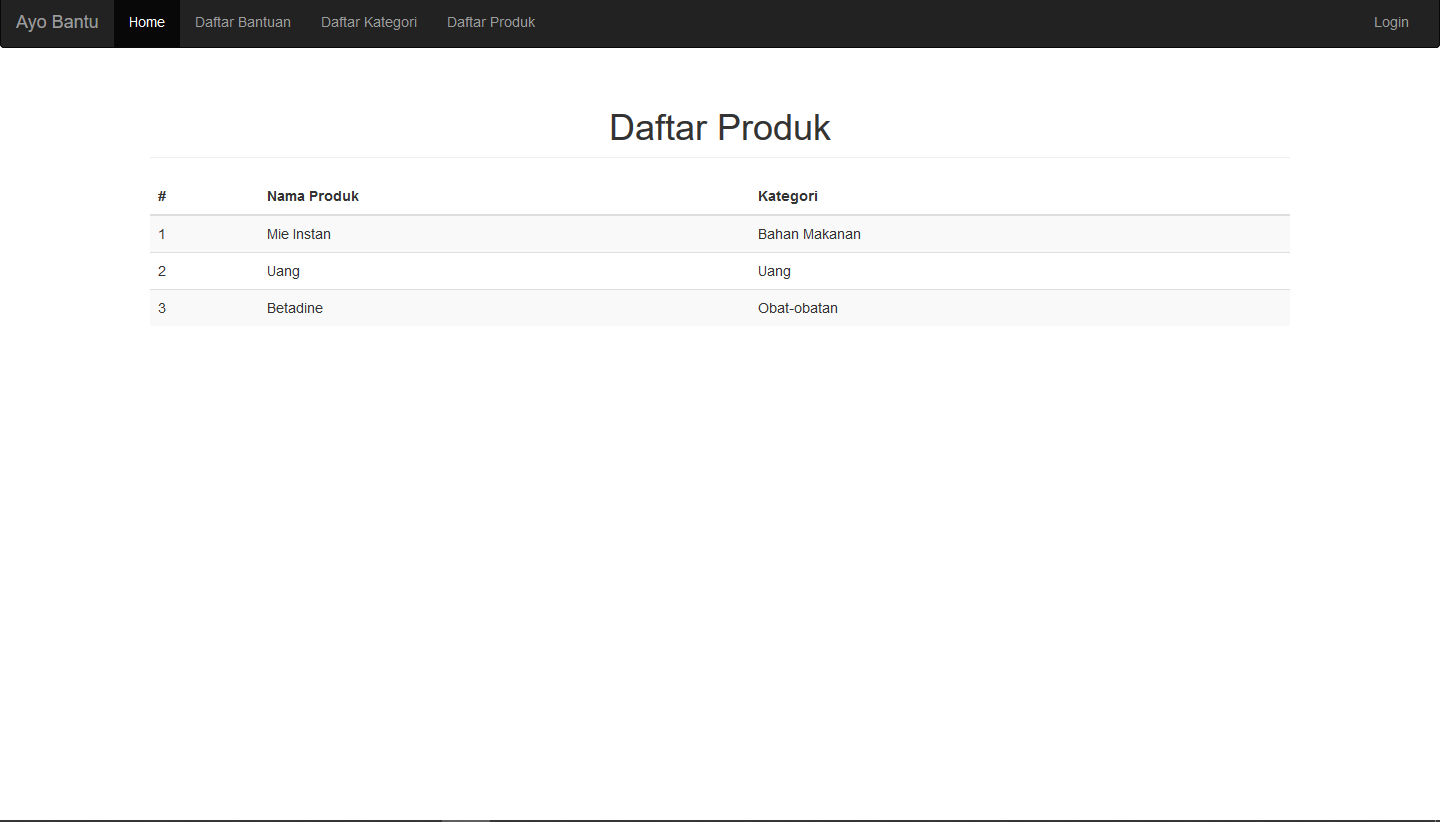 Ayo Bantu Home Daftar Bantuan Daftar Kategori Daftar Produk Login
Daftar Produk
# Nama Produk Kategori
1 Mie Instan Bahan Makanan
2 Uang Uang
3 Betadine Obat-obatan